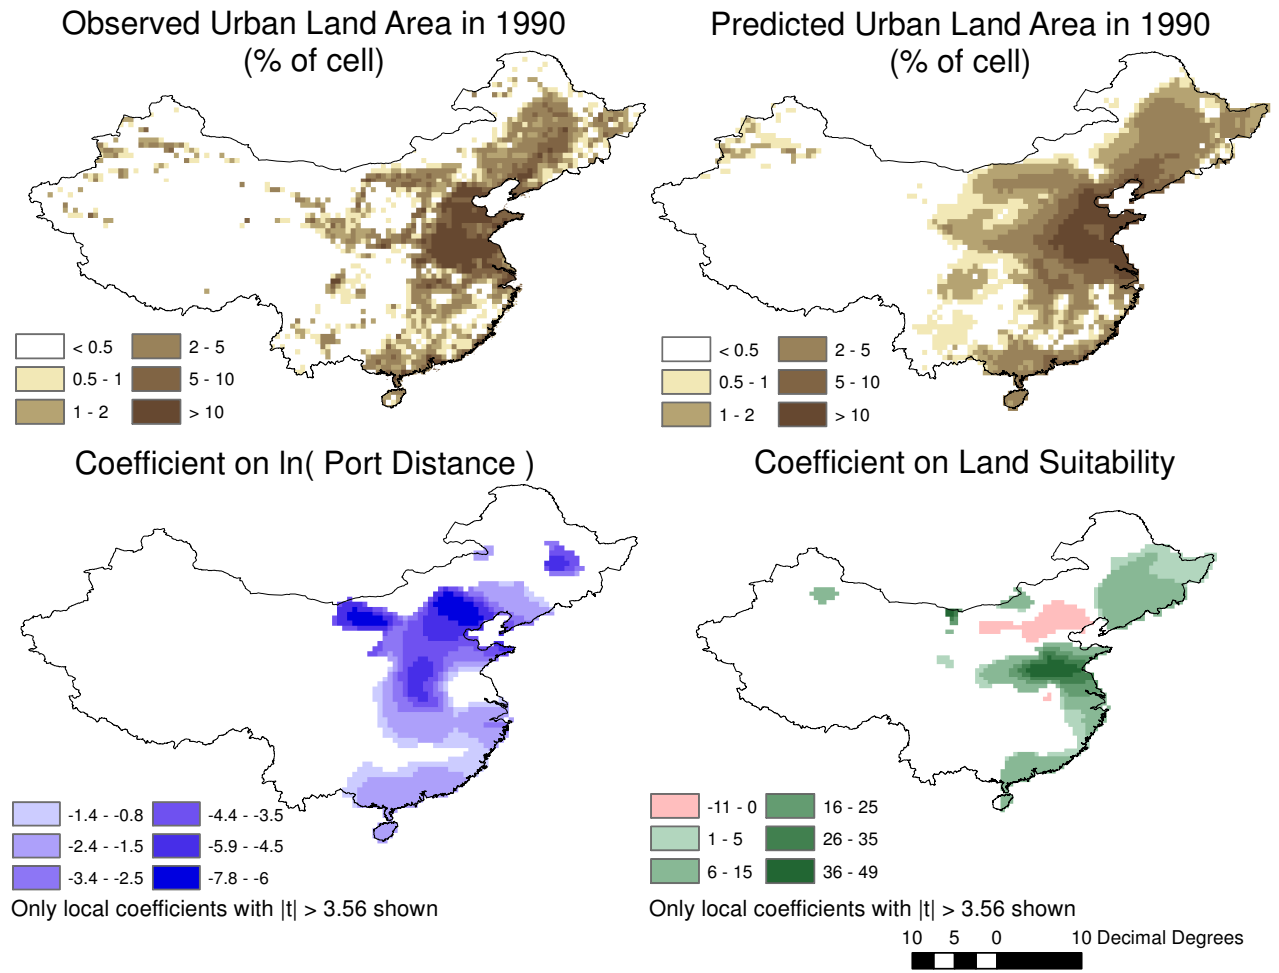 Observed Urban Land Area in 1990
(% of cell)
Predicted Urban Land Area in 1990
(% of cell)
< 0.5
2 - 5
0.5 - 1
5 - 10
1 - 2
> 10
< 0.5
2 - 5
0.5 - 1
5 - 10
1 - 2
> 10
Coefficient on ln( Port Distance )
Coefficient on Land Suitability
-1.4 - -0.8
-4.4 - -3.5
-2.4 - -1.5
-5.9 - -4.5
-3.4 - -2.5
-7.8 - -6
-11 - 0
16 - 25
1 - 5
26 - 35
6 - 15
36 - 49
Only local coefficients with |t| > 3.56 shown
Only local coefficients with |t| > 3.56 shown
10 5 0 10 Decimal Degrees